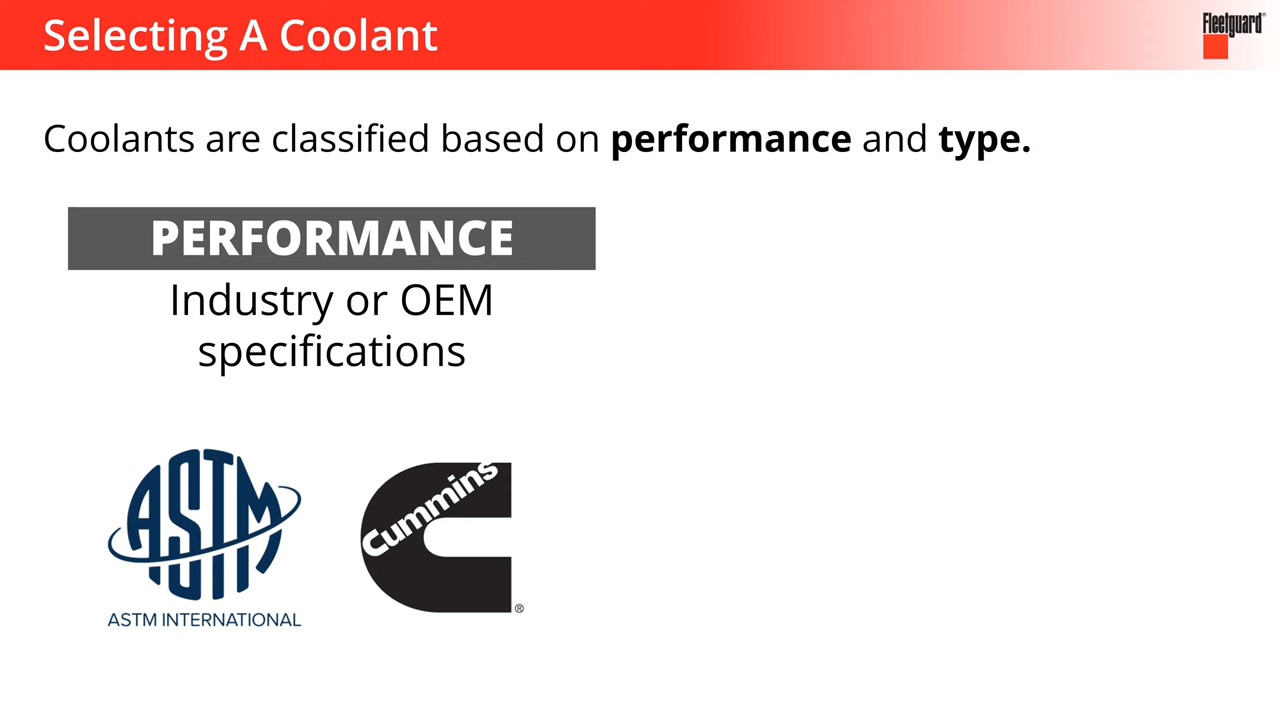 Selecting A Coolant
Fleetguard®
Coolants are classified based on performance and type.
PERFORMANCE
Industry or OEM
specifications
ASTM
ASTM INTERNATIONAL
Cummins
®